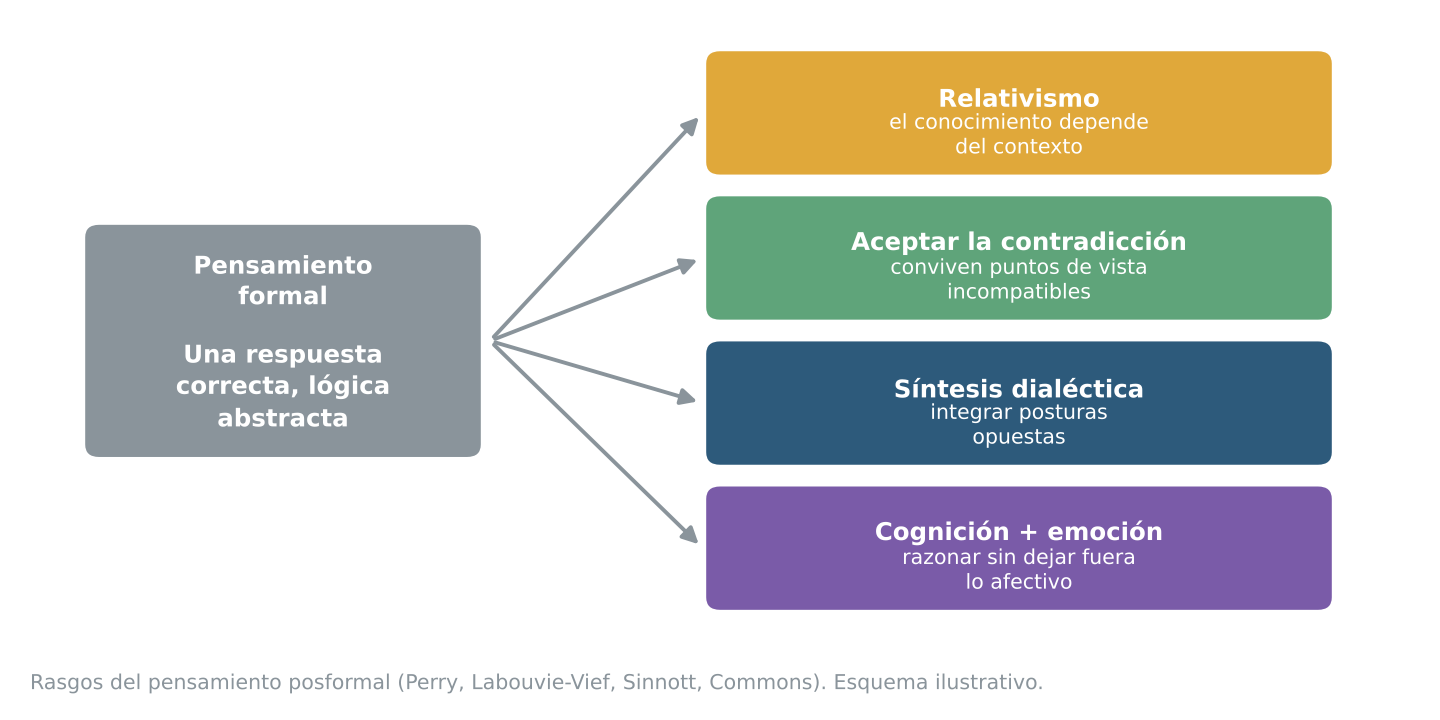 Pensamiento
formal
Una respuesta
correcta, lógica
abstracta
Relativismo
el conocimiento depende
del contexto
Aceptar la contradicción
conviven puntos de vista
incompatibles
Síntesis dialéctica
integrar posturas
opuestas
Cognición + emoción
razonar sin dejar fuera
lo afectivo
Rasgos del pensamiento posformal (Perry, Labouvie-Vief, Sinnott, Commons). Esquema ilustrativo.